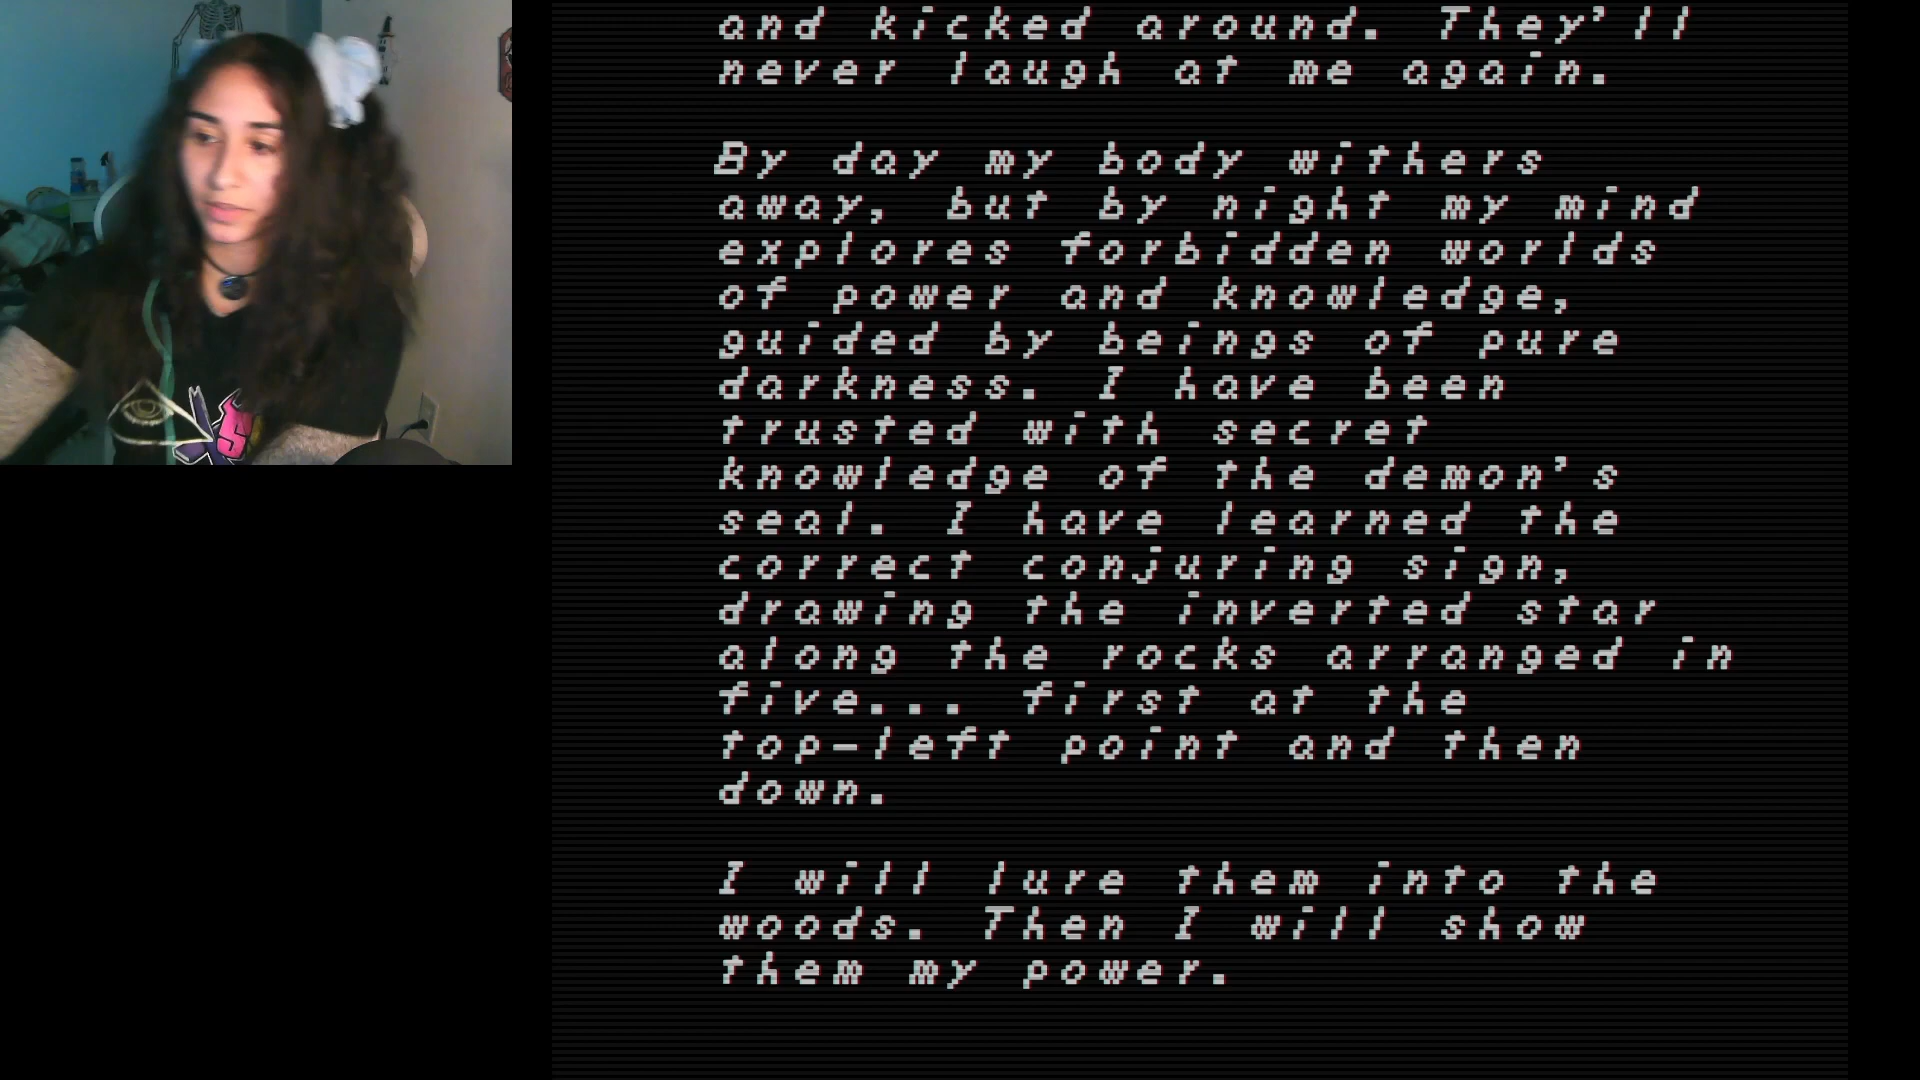 and kicked around. They'll
never laugh at me again.
By day my body withers
away, but by night my mind
explores forbidden worlds
of power and knowledge,
guided by beings of pure
darkness. I have been
trusted with secret
knowledge of the demon's
seal. I have learned the
correct conjuring sign,
drawing the inverted star
along the rocks arranged in
five... first at the
top-left point and then
down.
I will lure them into the
woods. Then I will show
them my power.